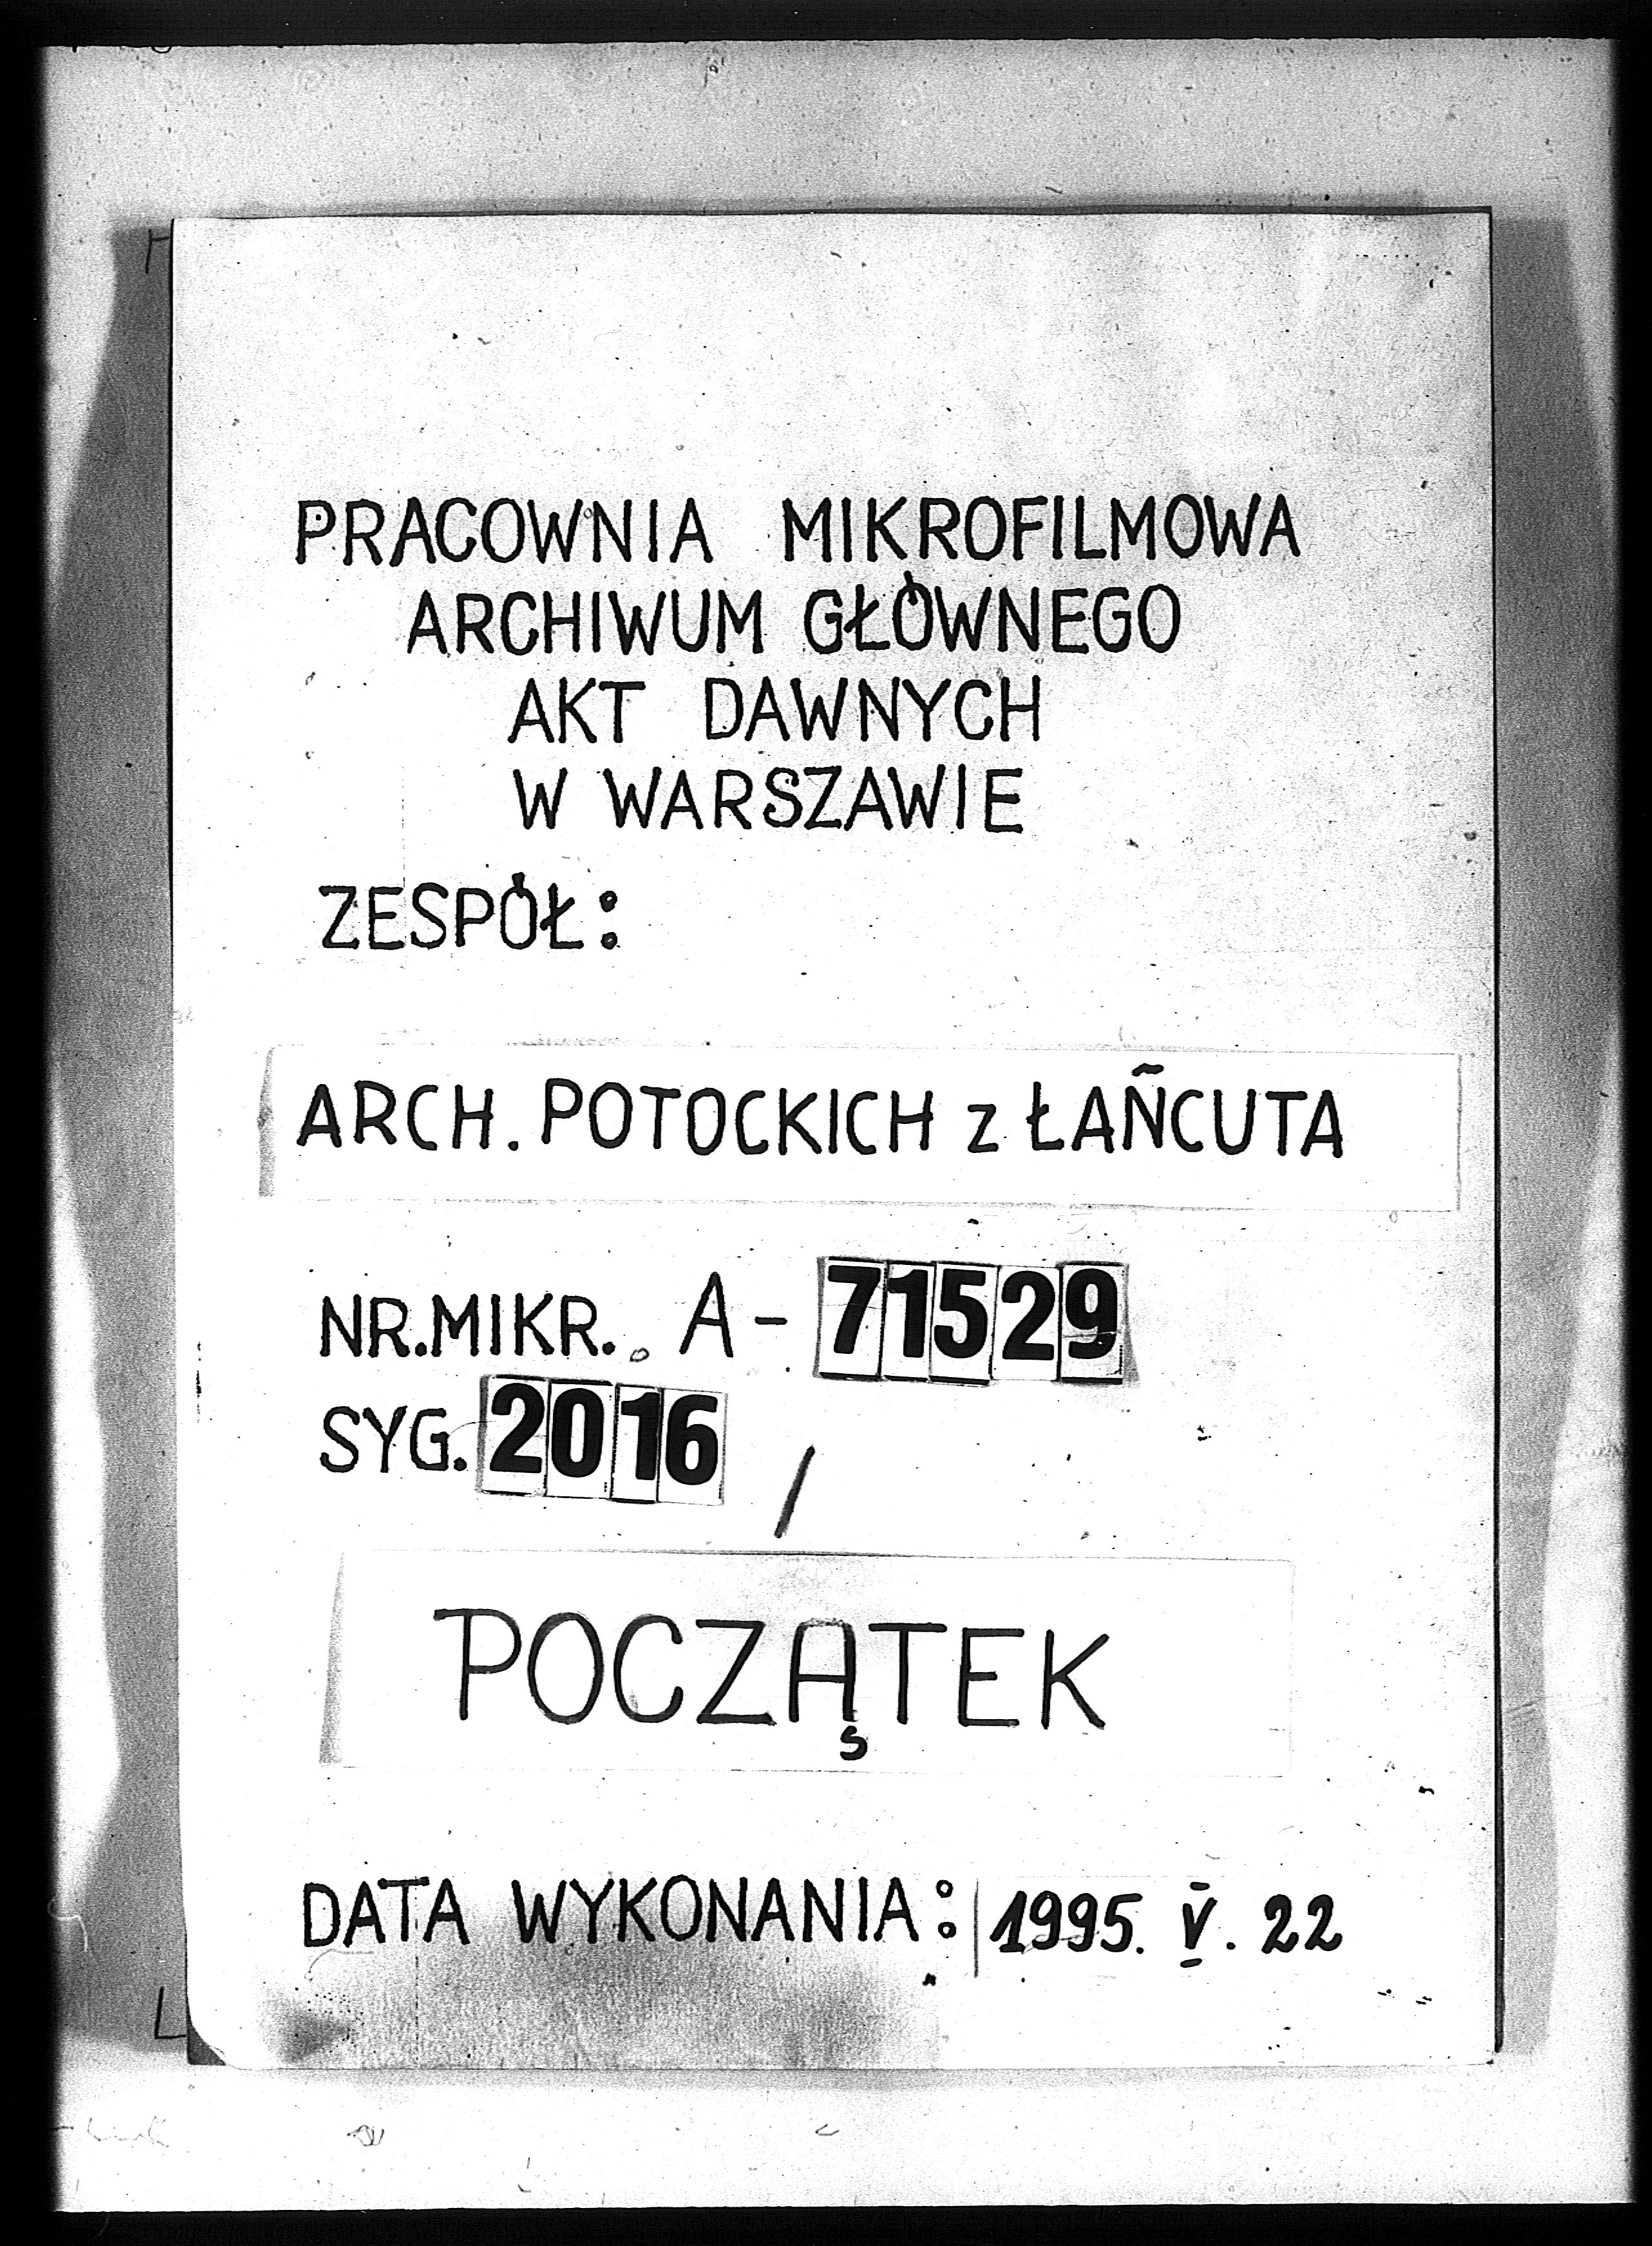 PRACOWNIA MIKROFILMOWA
ARCHIWUM GŁÓWNEGO
AKT DAWNYCH
W WARSZAWIE
ZESPÓŁ:
ARCH. POTOCKICH z ŁAÑCUTA
NR.MIKR. A-71529
SYG. 2016 /
POCZĄTEK
DATA WYKONANIA: 1995. V. 22